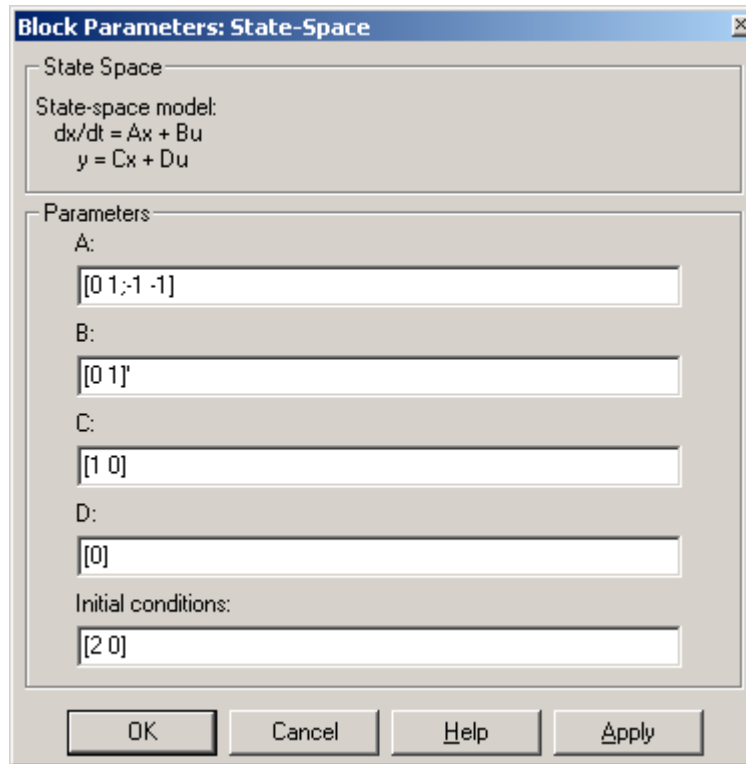 Block Parameters: State-Space
State Space
State-space model:
dx/dt = Ax + Bu
y = Cx + Du
Parameters
A:
[0 1;-1 -1]
B:
[0 1]'
C:
[1 0]
D:
[0]
Initial conditions:
[2 0]
OK Cancel Help Apply